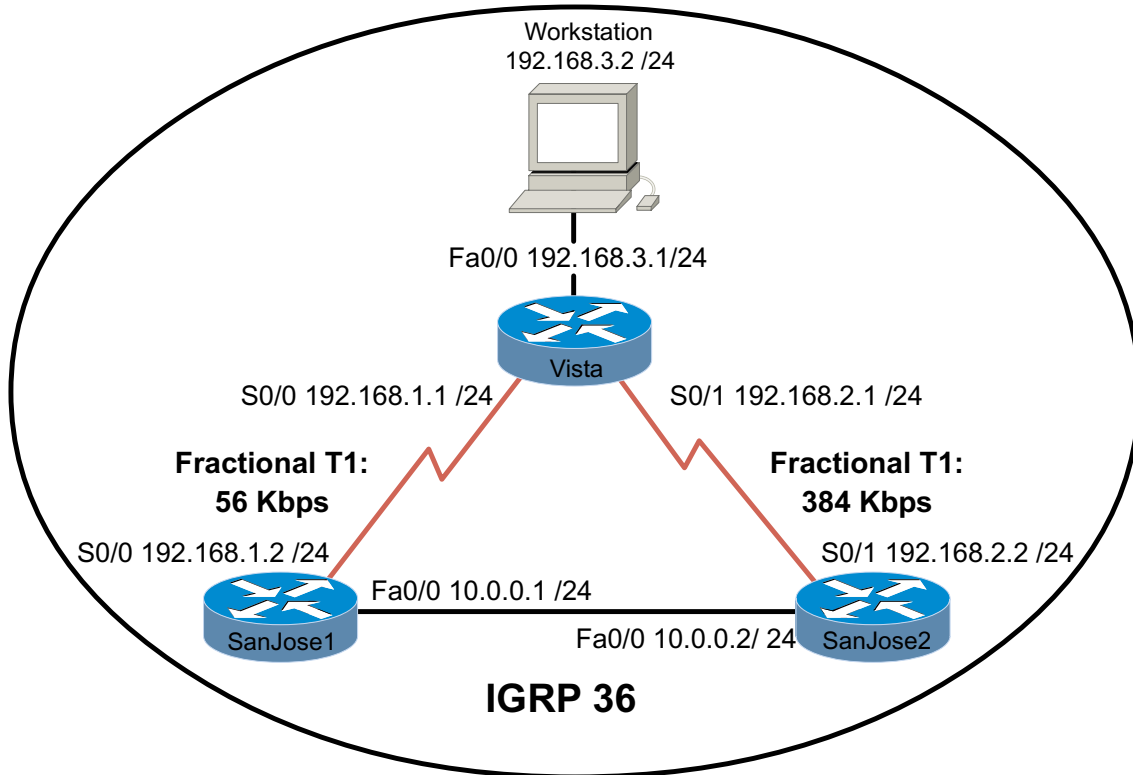 Workstation
192.168.3.2 /24
Fa0/0 192.168.3.1/24
Vista
S0/0 192.168.1.1 /24
S0/1 192.168.2.1 /24
Fractional T1:
56 Kbps
Fractional T1:
384 Kbps
S0/0 192.168.1.2 /24
S0/1 192.168.2.2 /24
Fa0/0 10.0.0.1 /24
SanJose1
Fa0/0 10.0.0.2/ 24
SanJose2
IGRP 36